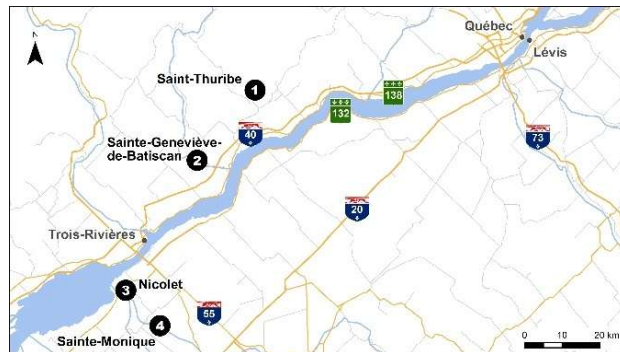 N
Québec
Lévis
Saint-Thuribe
1
138
132
40
73
Sainte-Geneviève-
de-Batiscan
2
20
Trois-Rivières
3
Nicolet
55
4
Sainte-Monique
0
10
20 km